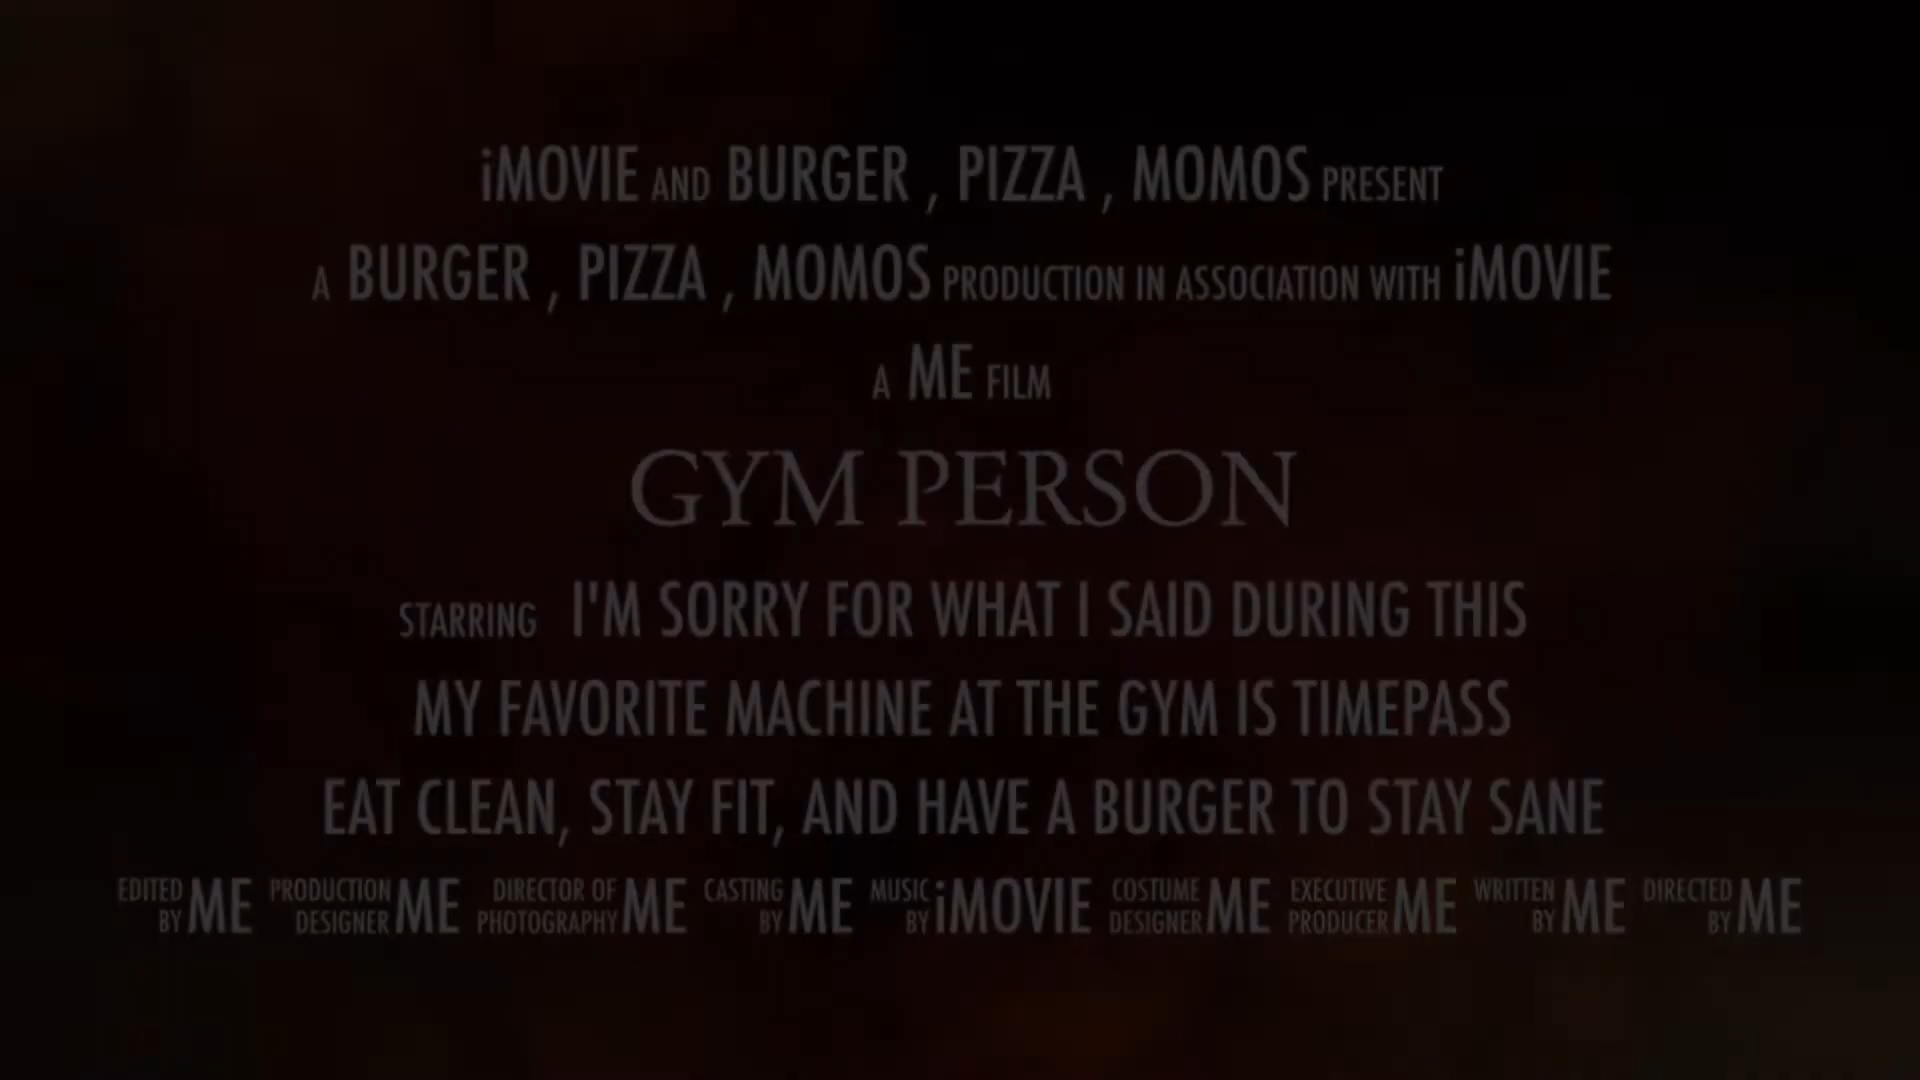 iMOVIE AND BURGER , PIZZA , MOMOS PRESENT
A BURGER , PIZZA , MOMOS PRODUCTION IN ASSOCIATION WITH iMOVIE
A ME FILM
GYM PERSON
STARRING I'M SORRY FOR WHAT I SAID DURING THIS
MY FAVORITE MACHINE AT THE GYM IS TIMEPASS
EAT CLEAN, STAY FIT, AND HAVE A BURGER TO STAY SANE
EDITED BY ME PRODUCTION DESIGNER ME DIRECTOR OF PHOTOGRAPHY ME CASTING BY ME MUSIC BY iMOVIE COSTUME DESIGNER ME EXECUTIVE PRODUCER ME WRITTEN BY ME DIRECTED BY ME